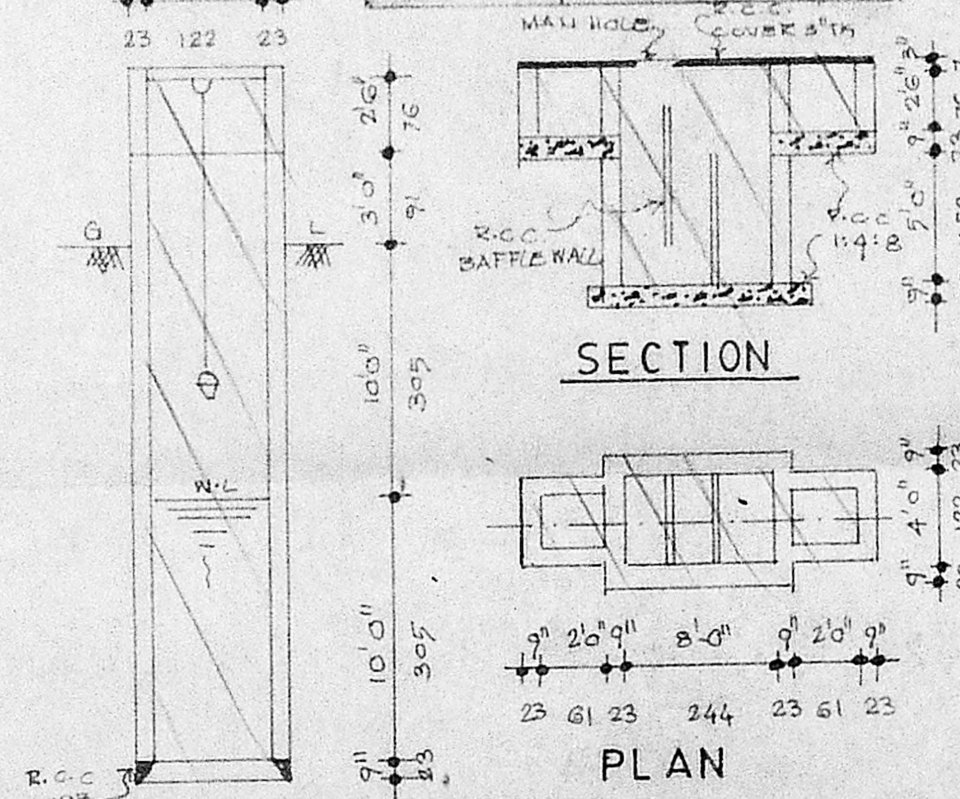 23 122 23
2'6"
76
3'0"
91
G L
10'0"
305
W.L
10'0"
305
9"
23
R.C.C
MAN HOLE
R.C.C.
COVER 3"TK
3"
2'6"
9"
5'0"
9"
R.C.C.
BAFFLE WALL
P.C.C
1:4:8
SECTION
9"
4'0"
9"
23
9" 2'0" 9" 8'-0" 9" 2'0" 9"
23 61 23 244 23 61 23
PLAN